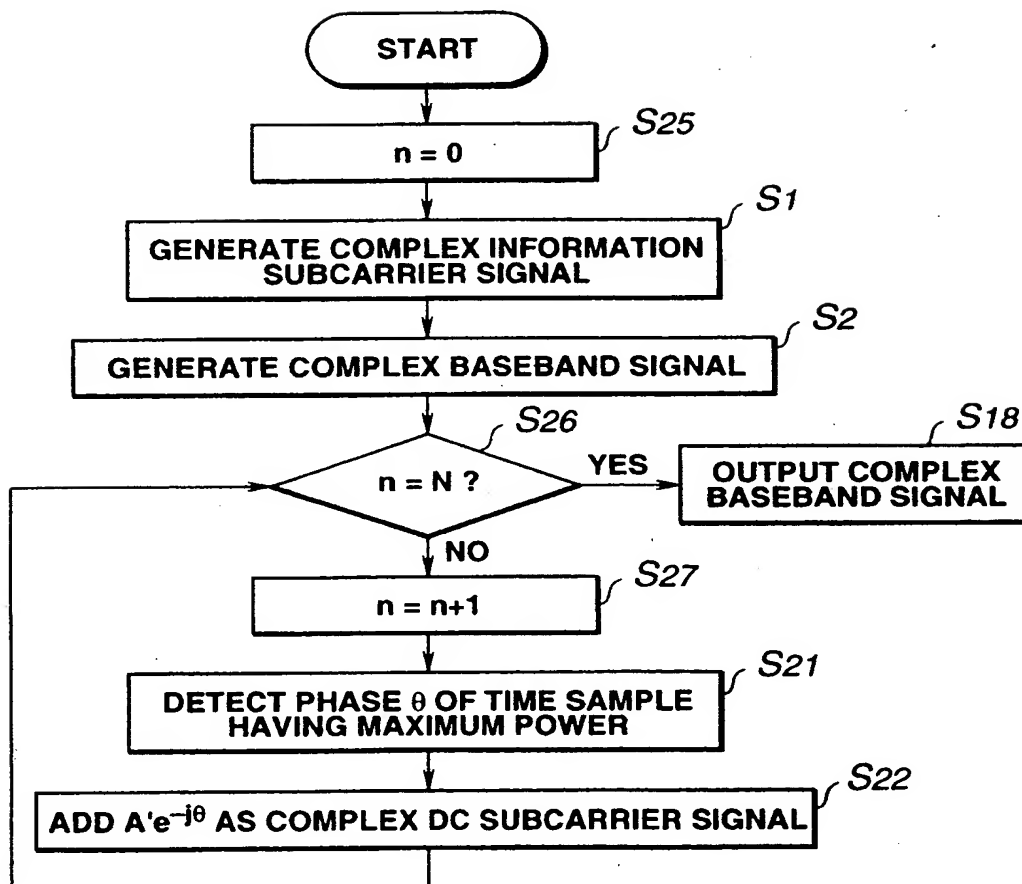 START
S25
n = 0
S1
GENERATE COMPLEX INFORMATION
SUBCARRIER SIGNAL
S2
GENERATE COMPLEX BASEBAND SIGNAL
S26
n = N ?
YES
S18
OUTPUT COMPLEX
BASEBAND SIGNAL
NO
S27
n = n+1
S21
DETECT PHASE θ OF TIME SAMPLE
HAVING MAXIMUM POWER
S22
ADD A'e^–jθ AS COMPLEX DC SUBCARRIER SIGNAL